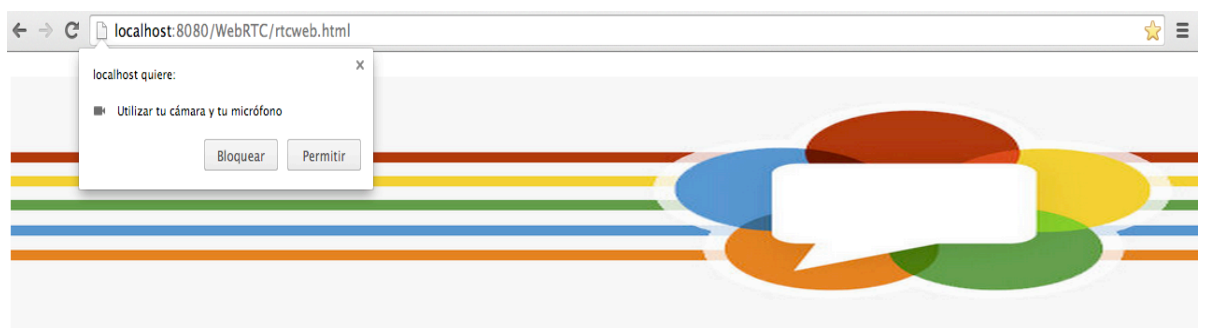 localhost:8080/WebRTC/rtcweb.html
localhost quiere:
Utilizar tu cámara y tu micrófono
Bloquear Permitir